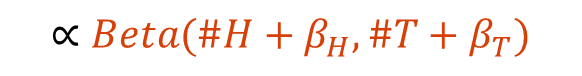 ∝ Beta(#H + β_H, #T + β_T)